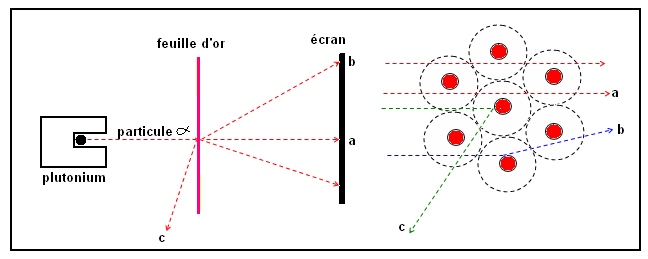 feuille d'or
écran
b
particule α
a
plutonium
c
a
b
c